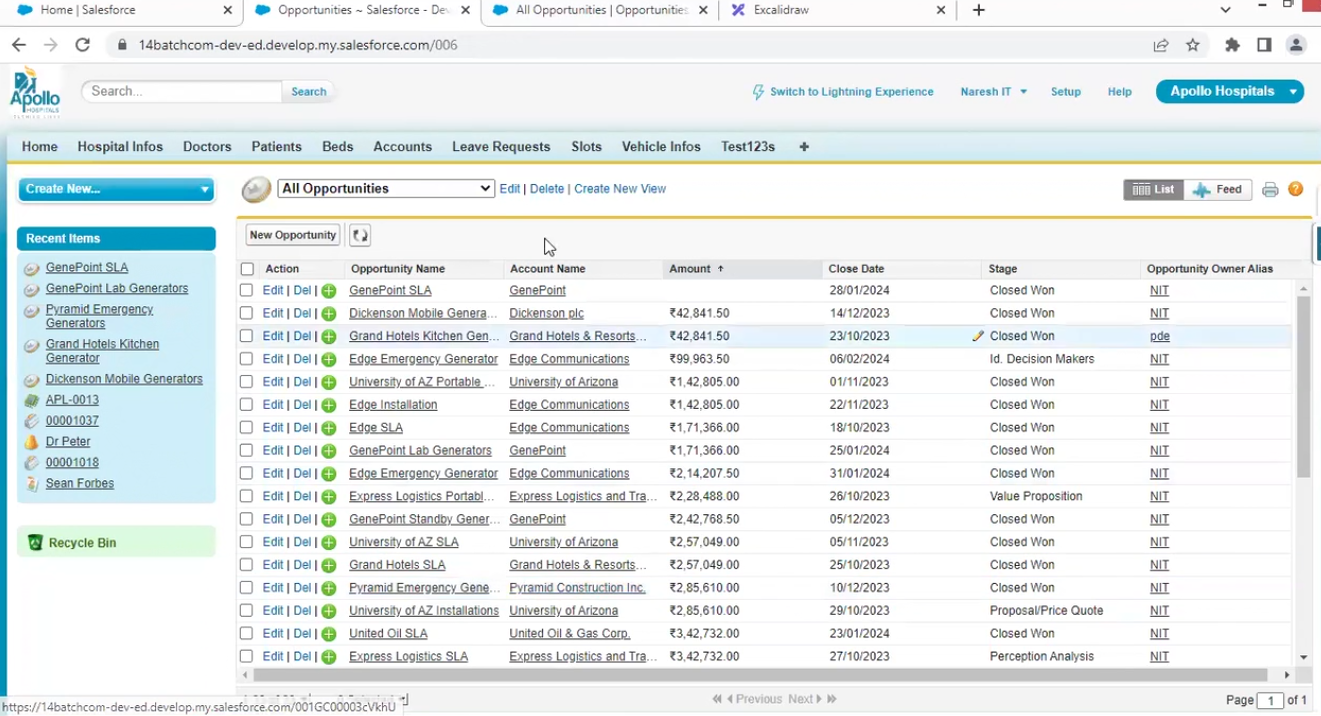 Home | Salesforce
Opportunities ~ Salesforce - Dev
All Opportunities | Opportunities
Excalidraw
14batchcom-dev-ed.develop.my.salesforce.com/006
Apollo
HOSPITALS
Search...
Search
Switch to Lightning Experience
Naresh IT
Setup
Help
Apollo Hospitals
Home
Hospital Infos
Doctors
Patients
Beds
Accounts
Leave Requests
Slots
Vehicle Infos
Test123s
Create New...
All Opportunities
Edit | Delete | Create New View
List
Feed
Recent Items
GenePoint SLA
GenePoint Lab Generators
Pyramid Emergency
Generators
Grand Hotels Kitchen
Generator
Dickenson Mobile Generators
APL-0013
00001037
Dr Peter
00001018
Sean Forbes
Recycle Bin
New Opportunity
Action Opportunity Name Account Name Amount ↑ Close Date Stage Opportunity Owner Alias
Edit | Del | GenePoint SLA GenePoint 28/01/2024 Closed Won NIT
Edit | Del | Dickenson Mobile Genera... Dickenson plc ₹42,841.50 14/12/2023 Closed Won NIT
Edit | Del | Grand Hotels Kitchen Gen... Grand Hotels & Resorts... ₹42,841.50 23/10/2023 Closed Won pde
Edit | Del | Edge Emergency Generator Edge Communications ₹99,963.50 06/02/2024 Id. Decision Makers NIT
Edit | Del | University of AZ Portable ... University of Arizona ₹1,42,805.00 01/11/2023 Closed Won NIT
Edit | Del | Edge Installation Edge Communications ₹1,42,805.00 22/11/2023 Closed Won NIT
Edit | Del | Edge SLA Edge Communications ₹1,71,366.00 18/10/2023 Closed Won NIT
Edit | Del | GenePoint Lab Generators GenePoint ₹1,71,366.00 25/01/2024 Closed Won NIT
Edit | Del | Edge Emergency Generator Edge Communications ₹2,14,207.50 31/01/2024 Closed Won NIT
Edit | Del | Express Logistics Portabl... Express Logistics and Tra... ₹2,28,488.00 26/10/2023 Value Proposition NIT
Edit | Del | GenePoint Standby Gener... GenePoint ₹2,42,768.50 05/12/2023 Closed Won NIT
Edit | Del | University of AZ SLA University of Arizona ₹2,57,049.00 05/11/2023 Closed Won NIT
Edit | Del | Grand Hotels SLA Grand Hotels & Resorts... ₹2,57,049.00 25/10/2023 Closed Won NIT
Edit | Del | Pyramid Emergency Gene... Pyramid Construction Inc. ₹2,85,610.00 10/12/2023 Closed Won NIT
Edit | Del | University of AZ Installations University of Arizona ₹2,85,610.00 29/10/2023 Proposal/Price Quote NIT
Edit | Del | United Oil SLA United Oil & Gas Corp. ₹3,42,732.00 23/01/2024 Closed Won NIT
Edit | Del | Express Logistics SLA Express Logistics and Tra... ₹3,42,732.00 27/10/2023 Perception Analysis NIT
Previous Next
Page 1 of 1
https://14batchcom-dev-ed.develop.my.salesforce.com/001GC00003cVkhU